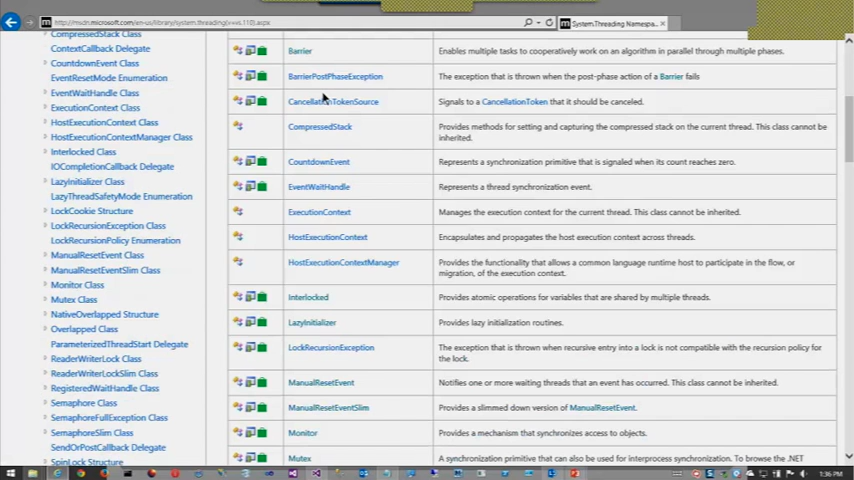 http://msdn.microsoft.com/en-us/library/system.threading(v=vs.110).aspx
System.Threading Namespa...
CompressedStack Class
ContextCallback Delegate
CountdownEvent Class
EventResetMode Enumeration
EventWaitHandle Class
ExecutionContext Class
HostExecutionContext Class
HostExecutionContextManager Class
Interlocked Class
IOCompletionCallback Delegate
LazyInitializer Class
LazyThreadSafetyMode Enumeration
LockCookie Structure
LockRecursionException Class
LockRecursionPolicy Enumeration
ManualResetEvent Class
ManualResetEventSlim Class
Monitor Class
Mutex Class
NativeOverlapped Structure
Overlapped Class
ParameterizedThreadStart Delegate
ReaderWriterLock Class
ReaderWriterLockSlim Class
RegisteredWaitHandle Class
Semaphore Class
SemaphoreFullException Class
SemaphoreSlim Class
SendOrPostCallback Delegate
SpinLock Structure
Barrier Enables multiple tasks to cooperatively work on an algorithm in parallel through multiple phases.
BarrierPostPhaseException The exception that is thrown when the post-phase action of a Barrier fails
CancellationTokenSource Signals to a CancellationToken that it should be canceled.
CompressedStack Provides methods for setting and capturing the compressed stack on the current thread. This class cannot be
inherited.
CountdownEvent Represents a synchronization primitive that is signaled when its count reaches zero.
EventWaitHandle Represents a thread synchronization event.
ExecutionContext Manages the execution context for the current thread. This class cannot be inherited.
HostExecutionContext Encapsulates and propagates the host execution context across threads.
HostExecutionContextManager Provides the functionality that allows a common language runtime host to participate in the flow, or
migration, of the execution context.
Interlocked Provides atomic operations for variables that are shared by multiple threads.
LazyInitializer Provides lazy initialization routines.
LockRecursionException The exception that is thrown when recursive entry into a lock is not compatible with the recursion policy for
the lock.
ManualResetEvent Notifies one or more waiting threads that an event has occurred. This class cannot be inherited.
ManualResetEventSlim Provides a slimmed down version of ManualResetEvent.
Monitor Provides a mechanism that synchronizes access to objects.
Mutex A synchronization primitive that can also be used for interprocess synchronization. To browse the .NET
1:36 PM